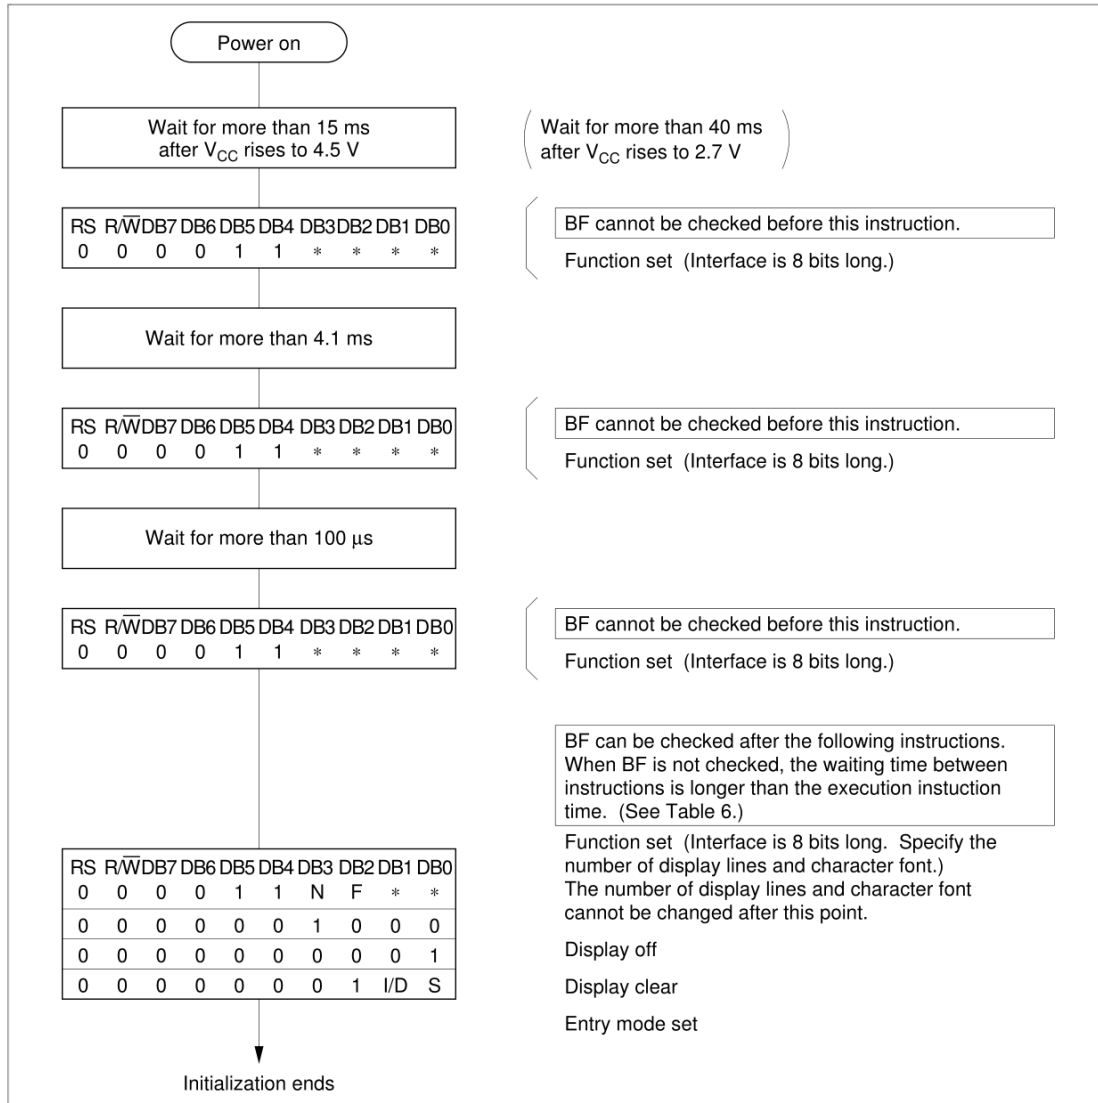 Power on
Wait for more than 15 ms
after VCC rises to 4.5 V
Wait for more than 40 ms
after VCC rises to 2.7 V
RS R/W̅ DB7 DB6 DB5 DB4 DB3 DB2 DB1 DB0
0 0 0 0 1 1 * * * *
BF cannot be checked before this instruction.
Function set (Interface is 8 bits long.)
Wait for more than 4.1 ms
RS R/W̅ DB7 DB6 DB5 DB4 DB3 DB2 DB1 DB0
0 0 0 0 1 1 * * * *
BF cannot be checked before this instruction.
Function set (Interface is 8 bits long.)
Wait for more than 100 μs
RS R/W̅ DB7 DB6 DB5 DB4 DB3 DB2 DB1 DB0
0 0 0 0 1 1 * * * *
BF cannot be checked before this instruction.
Function set (Interface is 8 bits long.)
BF can be checked after the following instructions.
When BF is not checked, the waiting time between
instructions is longer than the execution instuction
time. (See Table 6.)
RS R/W̅ DB7 DB6 DB5 DB4 DB3 DB2 DB1 DB0
0 0 0 0 1 1 N F * *
0 0 0 0 0 0 1 0 0 0
0 0 0 0 0 0 0 0 0 1
0 0 0 0 0 0 0 1 I/D S
Function set (Interface is 8 bits long. Specify the
number of display lines and character font.)
The number of display lines and character font
cannot be changed after this point.
Display off
Display clear
Entry mode set
Initialization ends